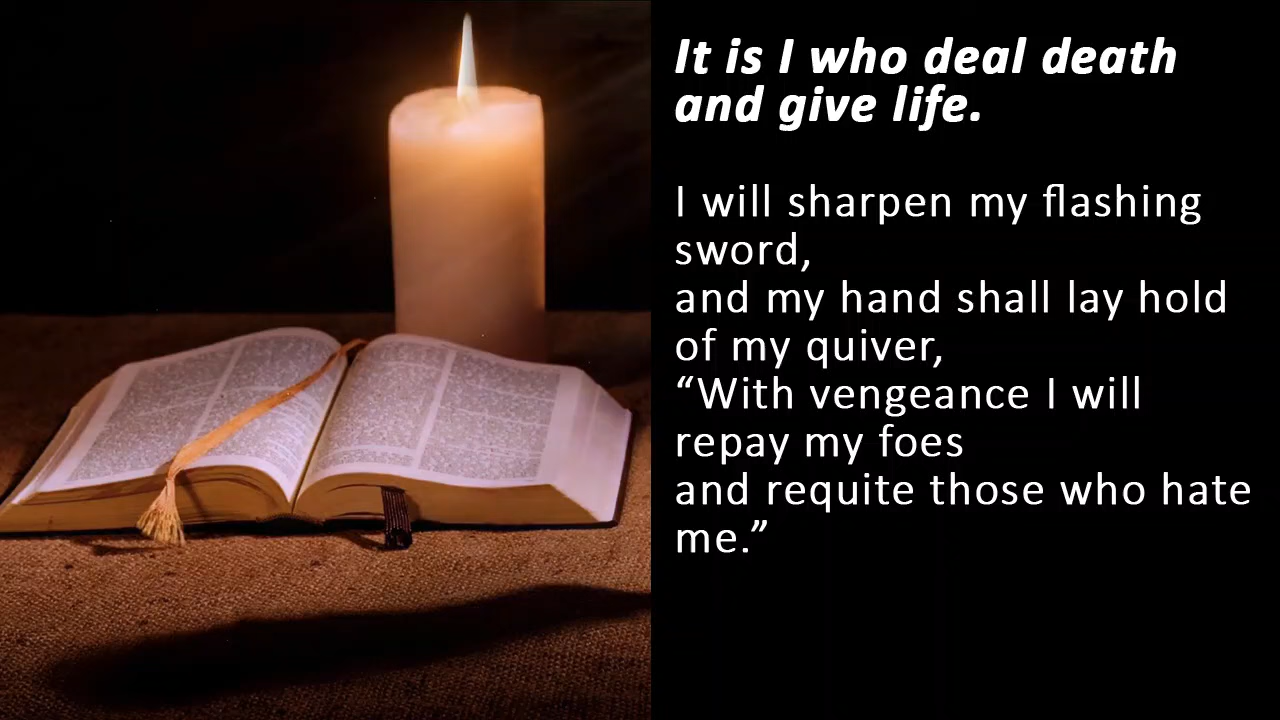 It is I who deal death
and give life.
I will sharpen my flashing
sword,
and my hand shall lay hold
of my quiver,
“With vengeance I will
repay my foes
and requite those who hate
me.”